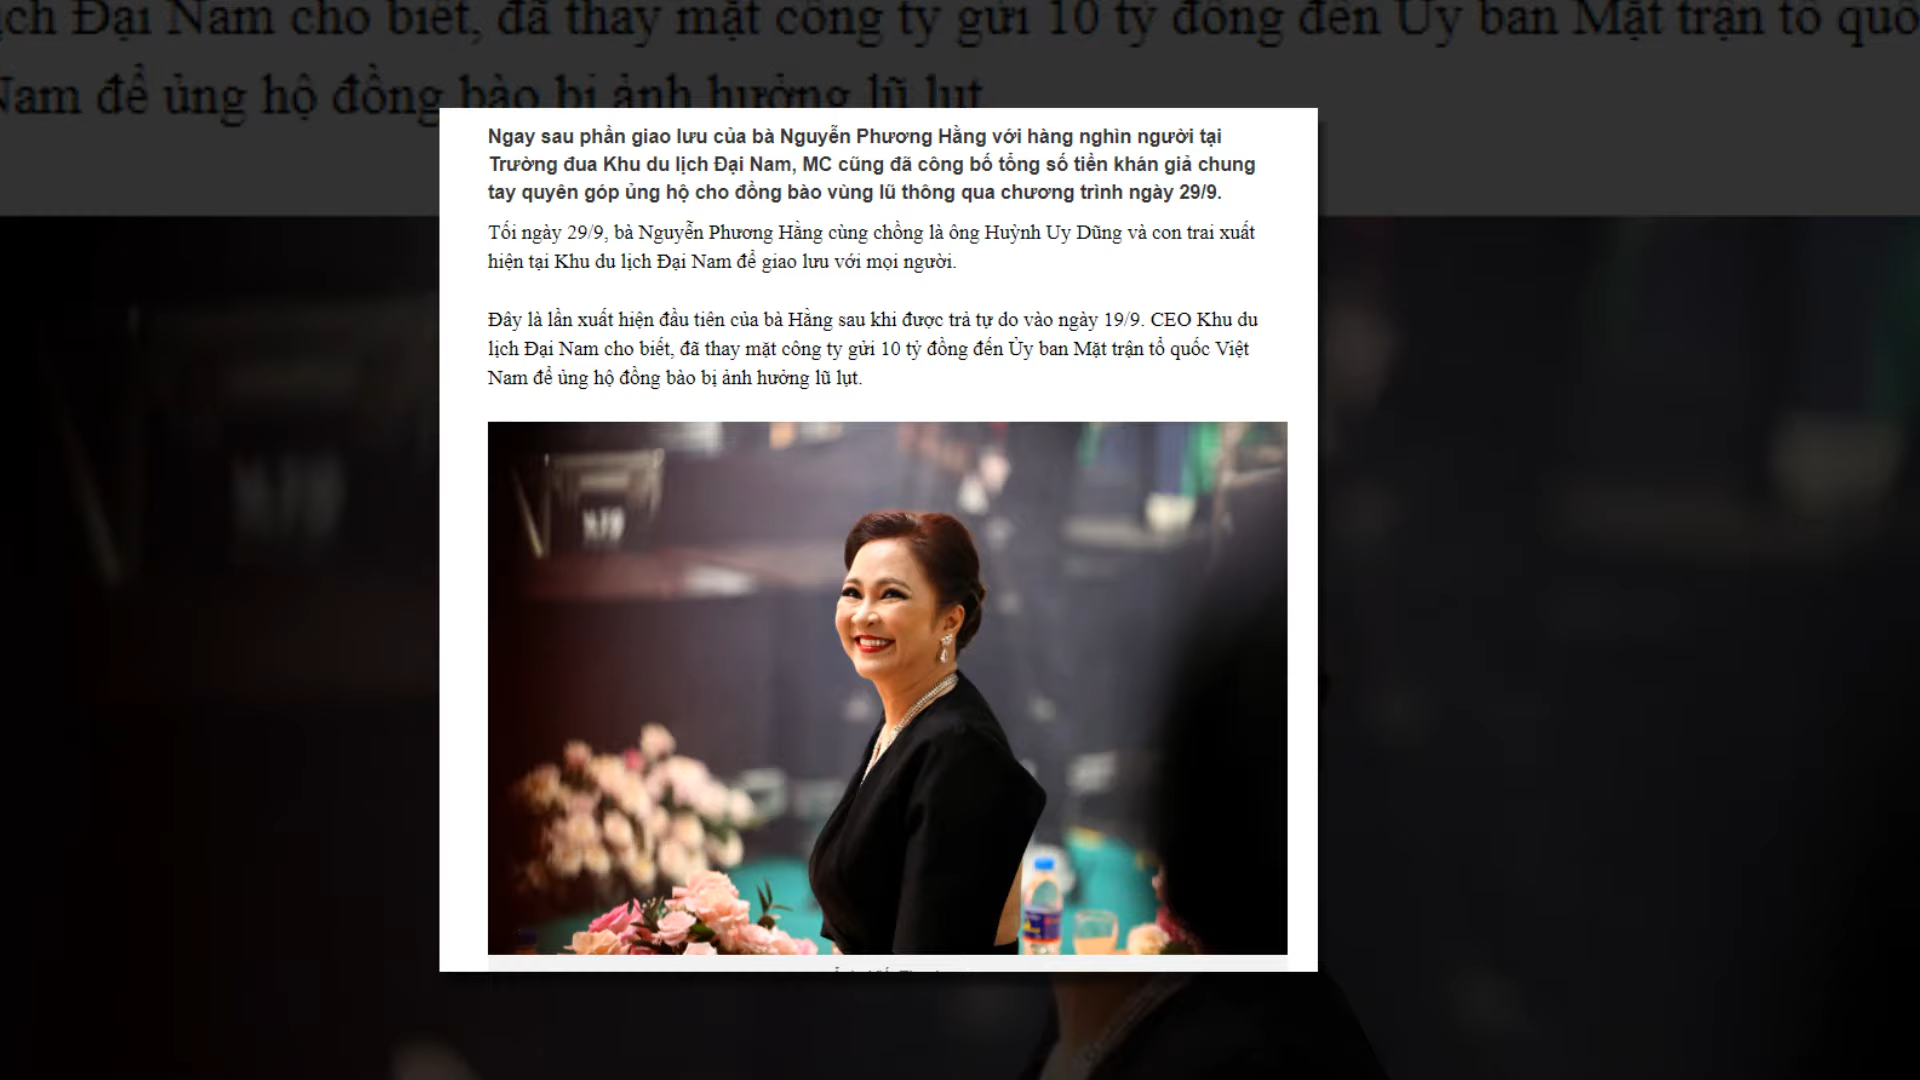 ịch Đại Nam cho biết, đã thay mặt công ty gửi 10 tỷ đồng đến Ủy ban Mặt trận tổ quố
Nam để ủng hộ đồng bào bị ảnh hưởng lũ lụt
Ngay sau phần giao lưu của bà Nguyễn Phương Hằng với hàng nghìn người tại
Trường đua Khu du lịch Đại Nam, MC cũng đã công bố tổng số tiền khán giả chung
tay quyên góp ủng hộ cho đồng bào vùng lũ thông qua chương trình ngày 29/9.
Tối ngày 29/9, bà Nguyễn Phương Hằng cùng chồng là ông Huỳnh Uy Dũng và con trai xuất
hiện tại Khu du lịch Đại Nam để giao lưu với mọi người.
Đây là lần xuất hiện đầu tiên của bà Hằng sau khi được trả tự do vào ngày 19/9. CEO Khu du
lịch Đại Nam cho biết, đã thay mặt công ty gửi 10 tỷ đồng đến Ủy ban Mặt trận tổ quốc Việt
Nam để ủng hộ đồng bào bị ảnh hưởng lũ lụt.